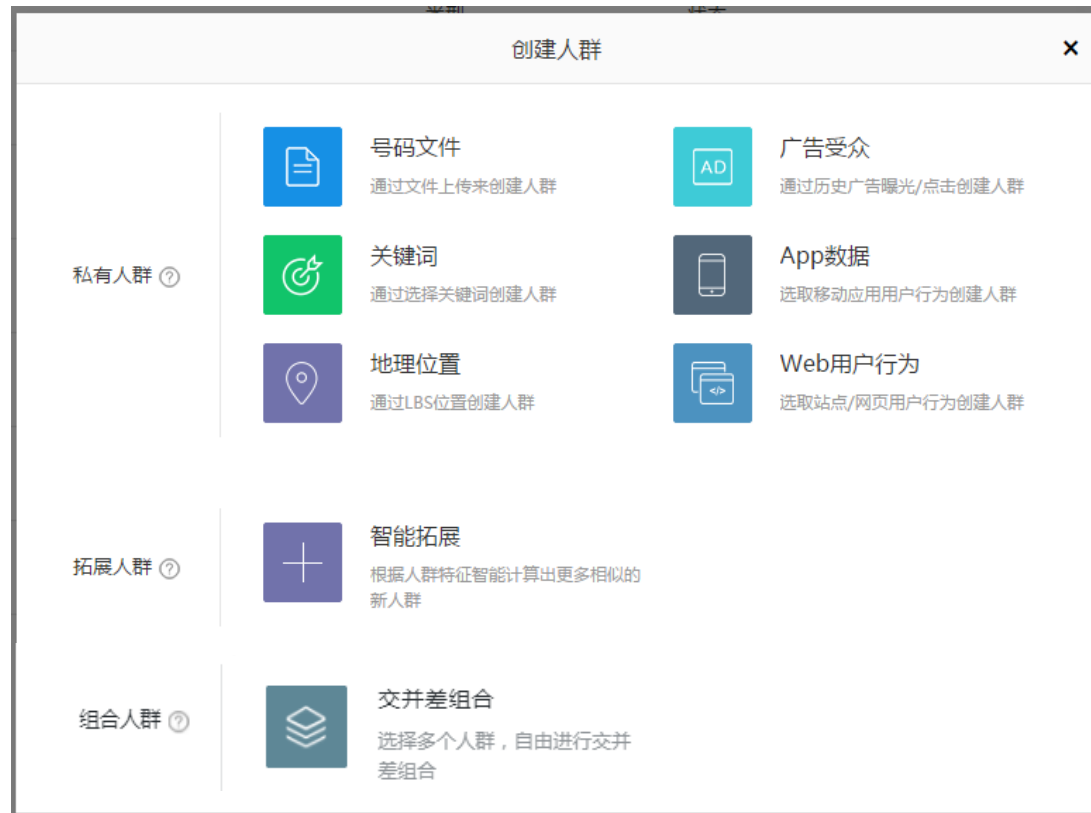 创建人群
私有人群
号码文件
通过文件上传来创建人群
AD
广告受众
通过历史广告曝光/点击创建人群
关键词
通过选择关键词创建人群
App数据
选取移动应用用户行为创建人群
地理位置
通过LBS位置创建人群
</>
Web用户行为
选取站点/网页用户行为创建人群
拓展人群
智能拓展
根据人群特征智能计算出更多相似的
新人群
组合人群
交并差组合
选择多个人群，自由进行交并
差组合